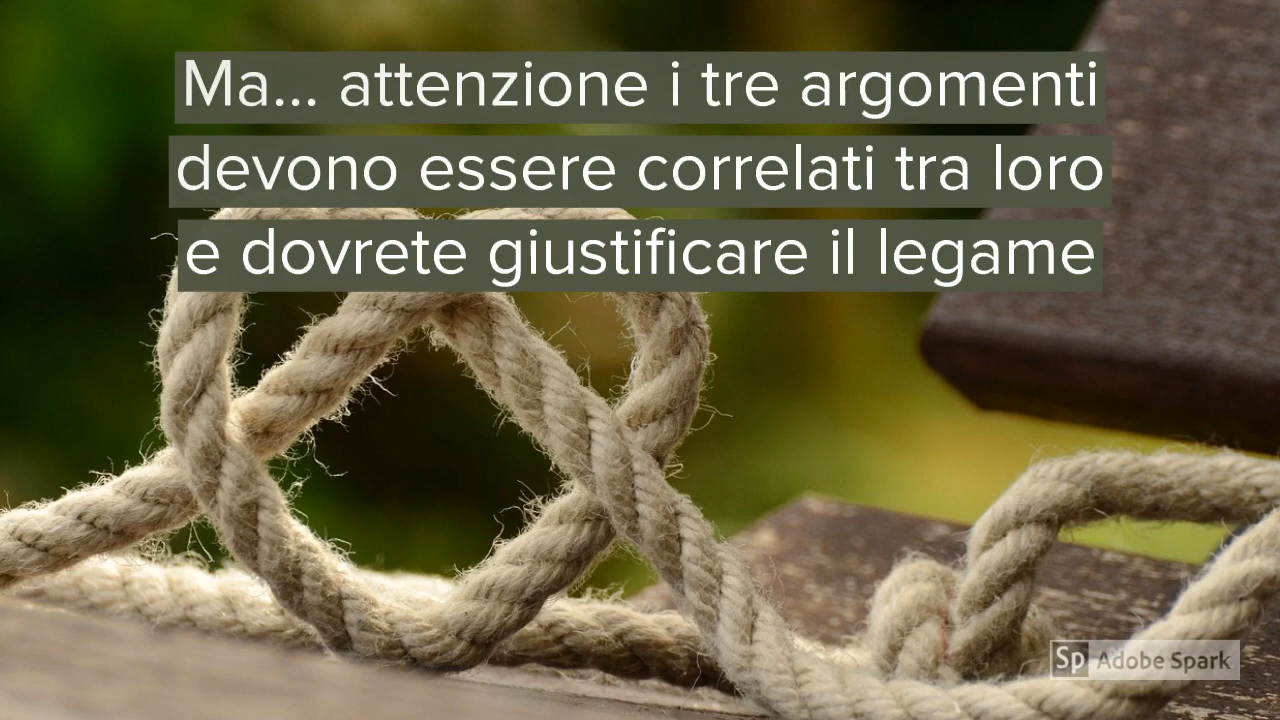 Ma... attenzione i tre argomenti
devono essere correlati tra loro
e dovrete giustificare il legame
Sp Adobe Spark